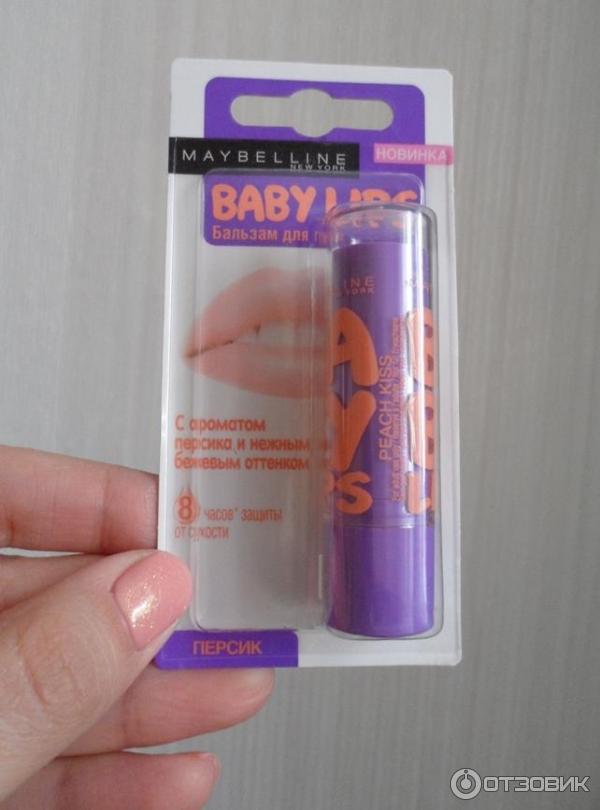 MAYBELLINE
NEW YORK
НОВИНКА
BABY LIPS
Бальзам для
PEACH KISS
С ароматом
персика и нежным
бежевым оттенком
8 часов* защиты
от сухости
ПЕРСИК
ОТЗОВИК